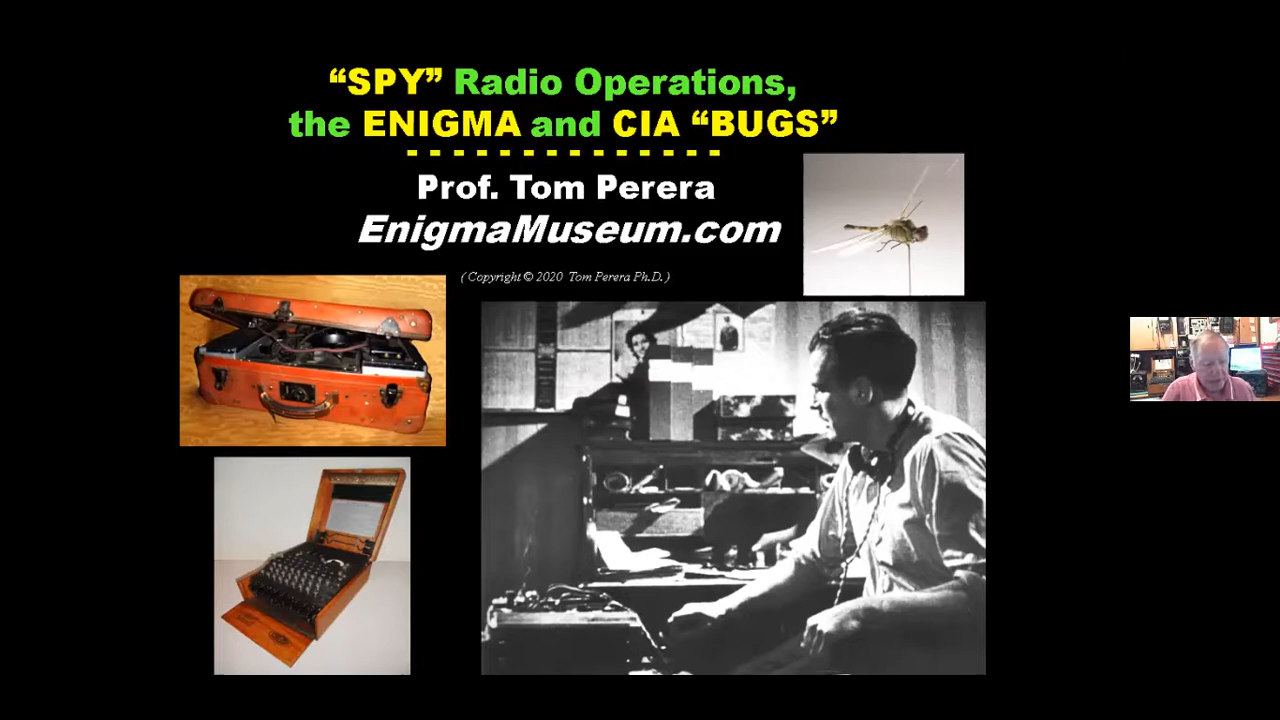 “SPY” Radio Operations,
the ENIGMA and CIA “BUGS”
Prof. Tom Perera
EnigmaMuseum.com
( Copyright © 2020 Tom Perera Ph.D. )